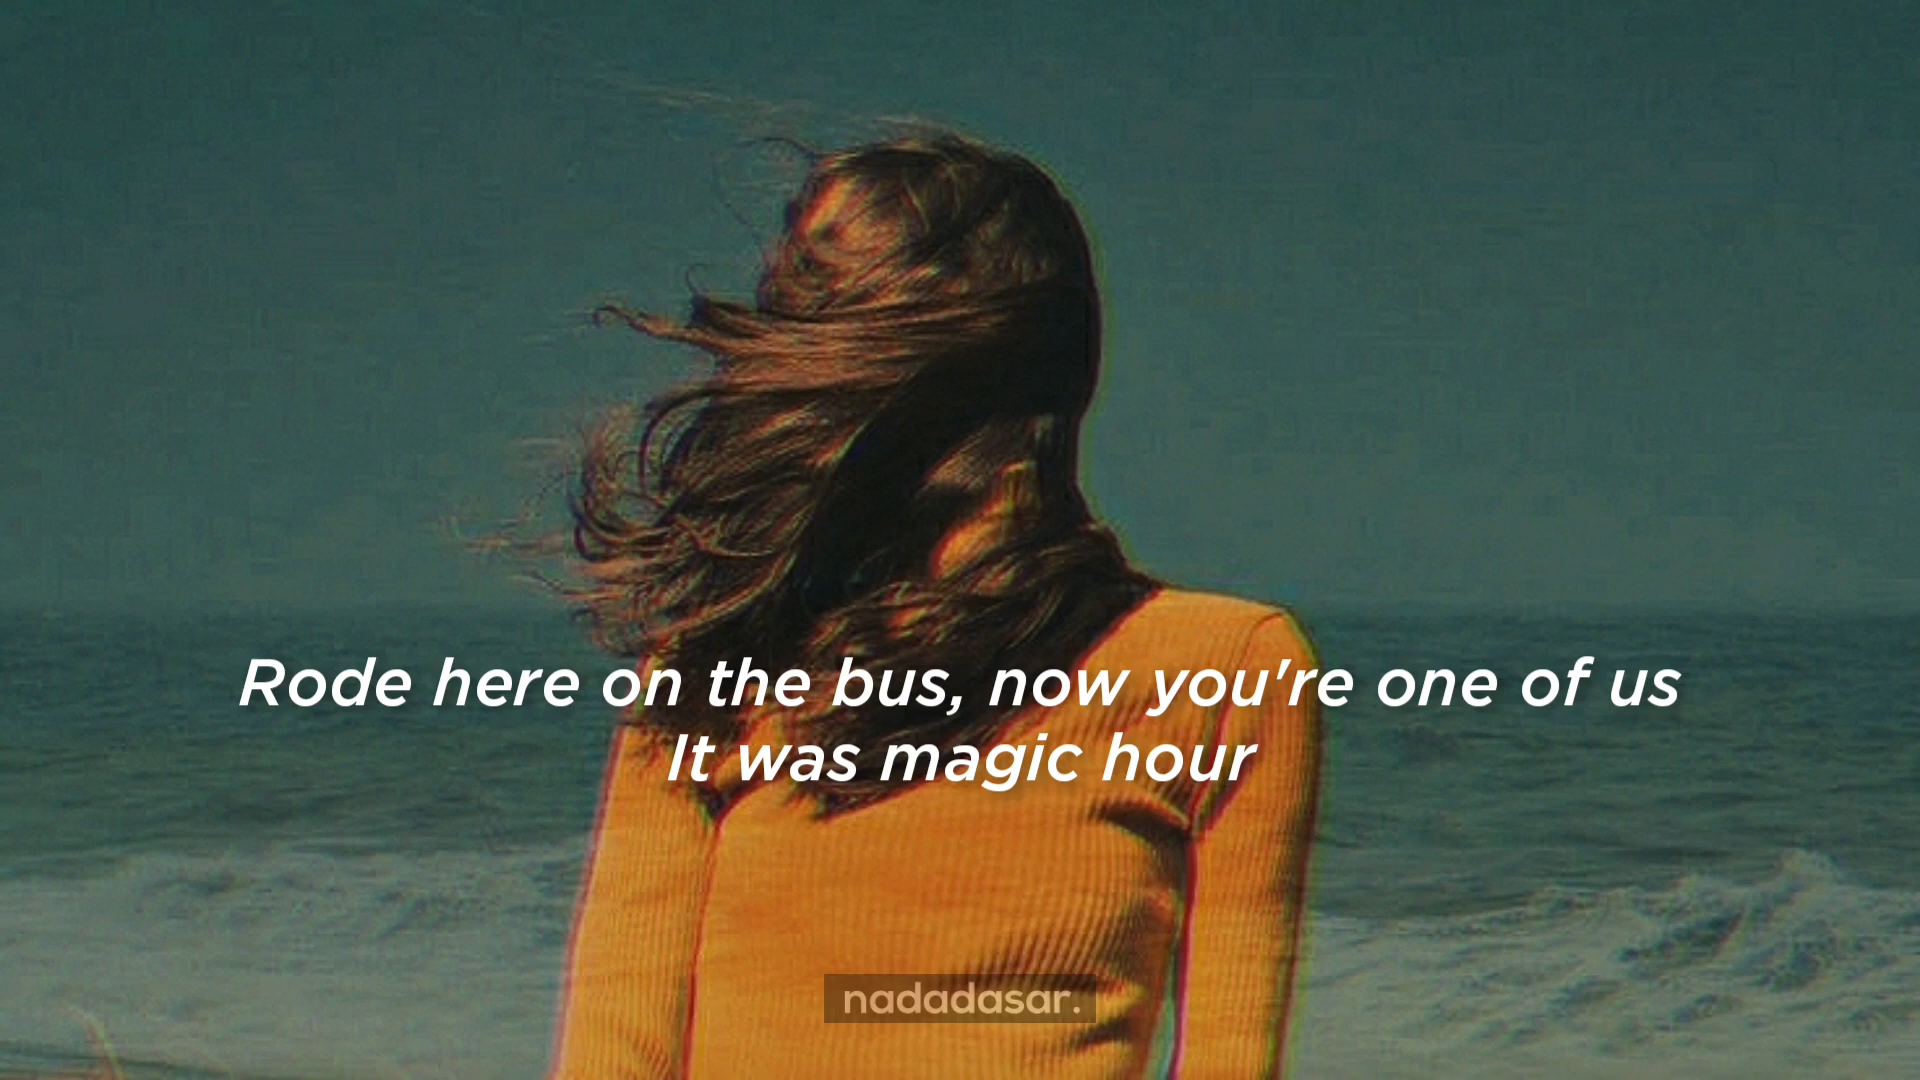 Rode here on the bus, now you're one of us
It was magic hour
nadadasar.